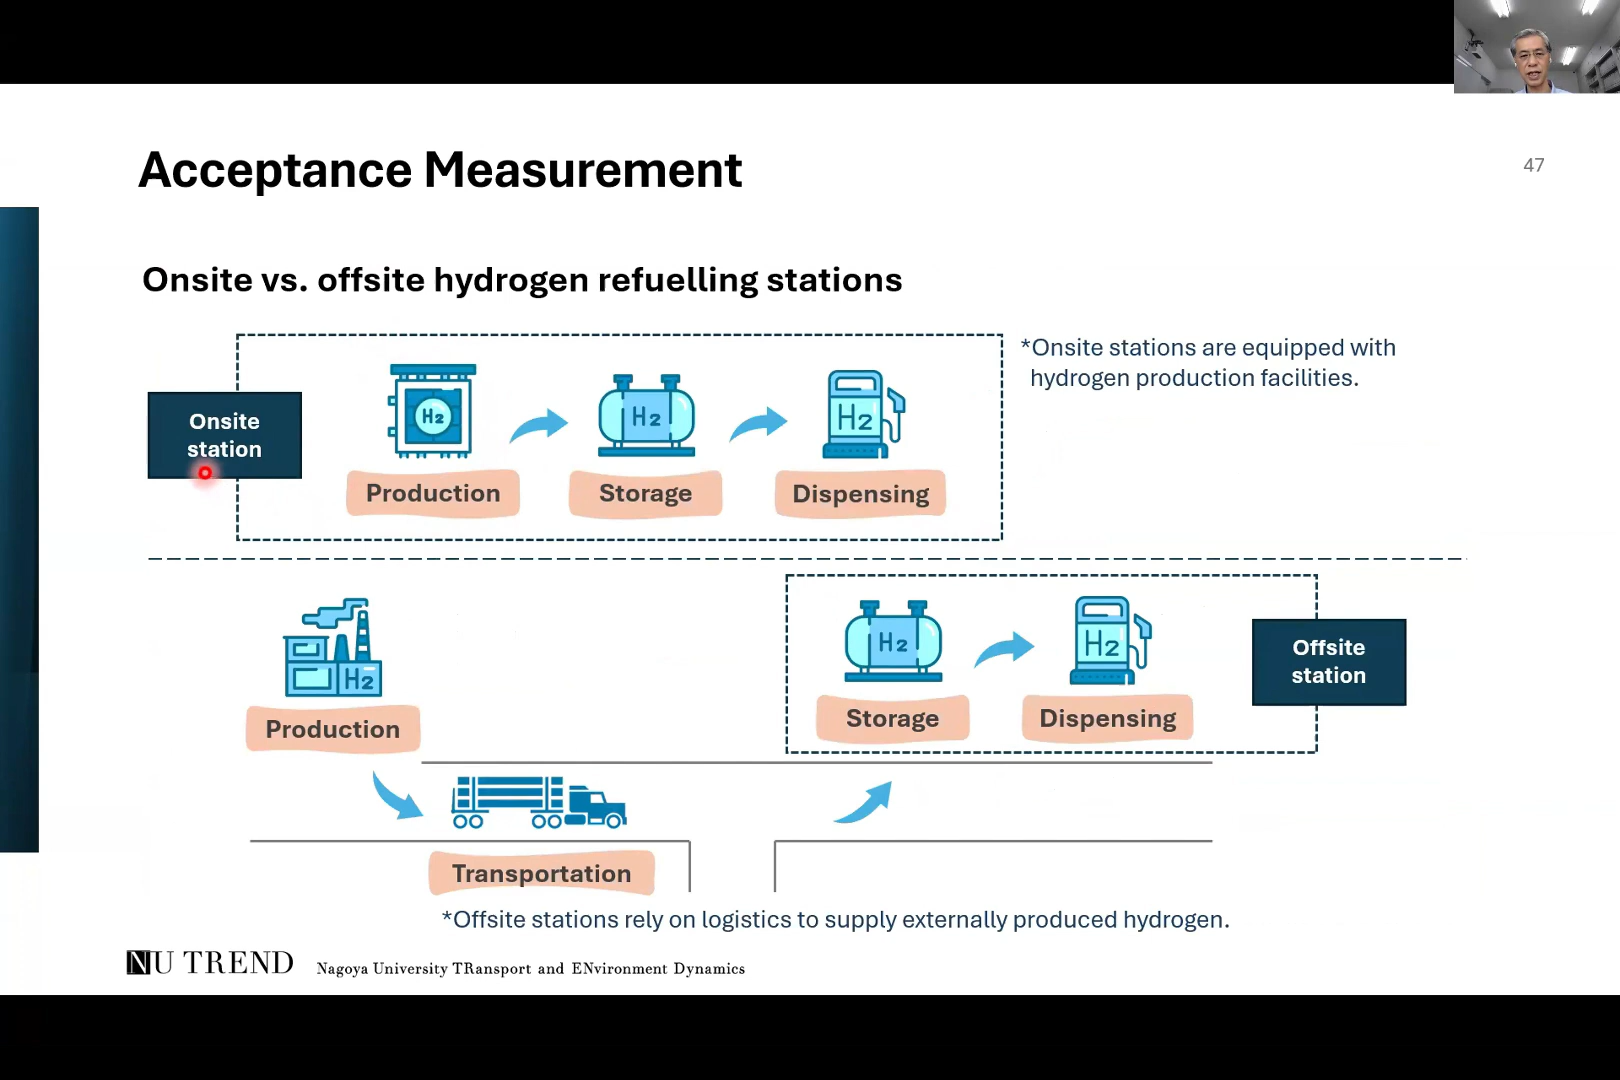 Acceptance Measurement
47
Onsite vs. offsite hydrogen refuelling stations
*Onsite stations are equipped with
hydrogen production facilities.
Onsite
station
H2
H2
H2
Production
Storage
Dispensing
H2
H2
H2
Offsite
station
Production
Storage
Dispensing
Transportation
*Offsite stations rely on logistics to supply externally produced hydrogen.
NU TREND
Nagoya University TRansport and ENvironment Dynamics